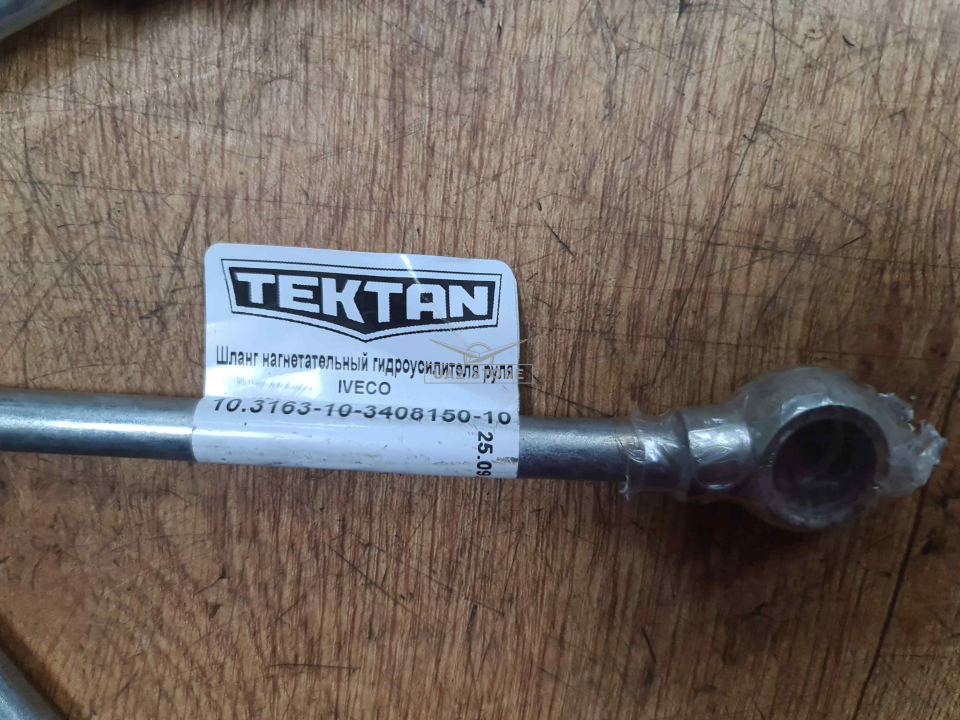 TEKTAN
Шланг нагнетательный гидроусилителя руля
IVECO
10.3163-10-3408150-10
25.09